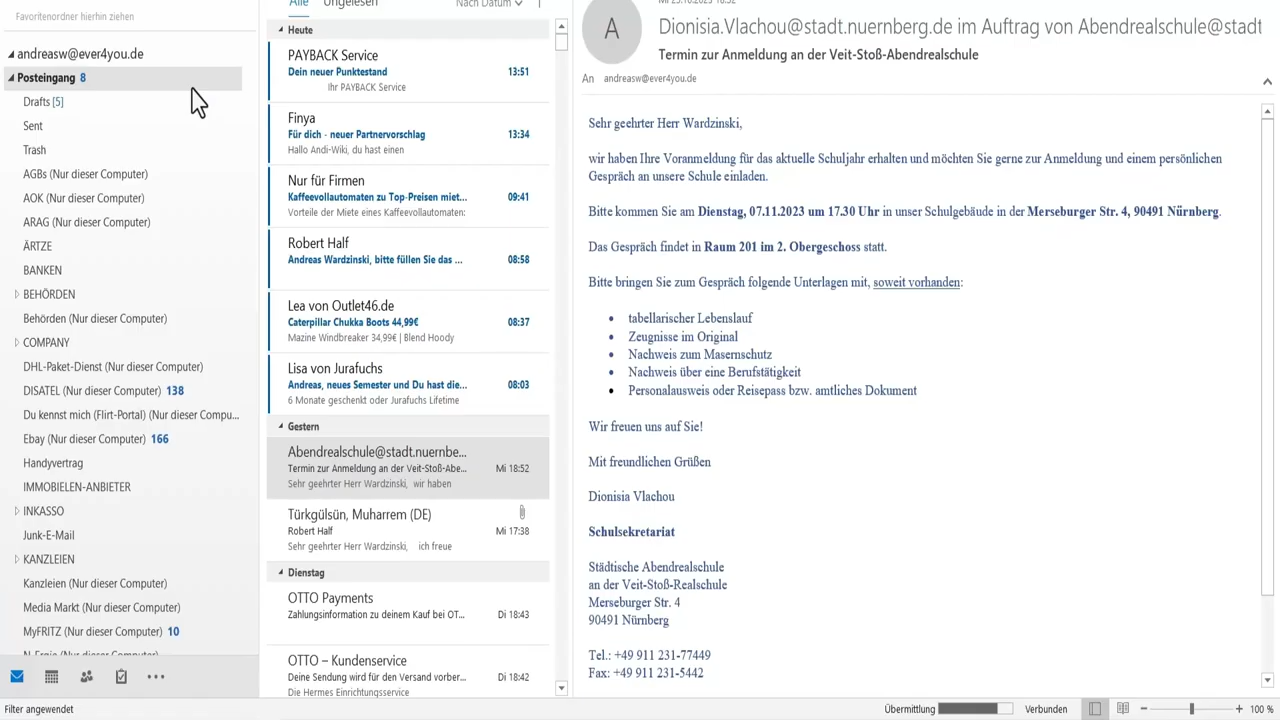 Favoritenordner hierhin ziehen
andreasw@ever4you.de
Posteingang 8
Drafts [5]
Sent
Trash
AGBs (Nur dieser Computer)
AOK (Nur dieser Computer)
ARAG (Nur dieser Computer)
ÄRTZE
BANKEN
BEHÖRDEN
Behörden (Nur dieser Computer)
COMPANY
DHL-Paket-Dienst (Nur dieser Computer)
DISATEL (Nur dieser Computer) 138
Du kennst mich (Flirt-Portal) (Nur dieser Compu...
Ebay (Nur dieser Computer) 166
Handyvertrag
IMMOBIELEN-ANBIETER
INKASSO
Junk-E-Mail
KANZLEIEN
Kanzleien (Nur dieser Computer)
Media Markt (Nur dieser Computer)
MyFRITZ (Nur dieser Computer) 10
Filter angewendet
Alle Ungelesen Nach Datum
Heute
PAYBACK Service
Dein neuer Punktestand 13:51
Ihr PAYBACK Service
Finya
Für dich - neuer Partnervorschlag 13:34
Hallo Andi-Wiki, du hast einen
Nur für Firmen
Kaffeevollautomaten zu Top-Preisen miet... 09:41
Vorteile der Miete eines Kaffeevollautomaten:
Robert Half
Andreas Wardzinski, bitte füllen Sie das ... 08:58
Lea von Outlet46.de
Caterpillar Chukka Boots 44,99€ 08:37
Mazine Windbreaker 34,99€ | Blend Hoody
Lisa von Jurafuchs
Andreas, neues Semester und Du hast die... 08:03
6 Monate geschenkt oder Jurafuchs Lifetime
Gestern
Abendrealschule@stadt.nuernbe...
Termin zur Anmeldung an der Veit-Stoß-Abe... Mi 18:52
Sehr geehrter Herr Wardzinski, wir haben
Türkgülsün, Muharrem (DE)
Robert Half Mi 17:38
Sehr geehrter Herr Wardzinski, ich freue
Dienstag
OTTO Payments
Zahlungsinformation zu deinem Kauf bei OT... Di 18:43
OTTO – Kundenservice
Deine Sendung wird für den Versand vorber... Di 18:42
Die Hermes Einrichtungsservice
A
Dionisia.Vlachou@stadt.nuernberg.de im Auftrag von Abendrealschule@stadt
Termin zur Anmeldung an der Veit-Stoß-Abendrealschule
An andreasw@ever4you.de
Sehr geehrter Herr Wardzinski,
wir haben Ihre Voranmeldung für das aktuelle Schuljahr erhalten und möchten Sie gerne zur Anmeldung und einem persönlichen
Gespräch an unsere Schule einladen.
Bitte kommen Sie am Dienstag, 07.11.2023 um 17.30 Uhr in unser Schulgebäude in der Merseburger Str. 4, 90491 Nürnberg.
Das Gespräch findet in Raum 201 im 2. Obergeschoss statt.
Bitte bringen Sie zum Gespräch folgende Unterlagen mit, soweit vorhanden:
• tabellarischer Lebenslauf
• Zeugnisse im Original
• Nachweis zum Masernschutz
• Nachweis über eine Berufstätigkeit
• Personalausweis oder Reisepass bzw. amtliches Dokument
Wir freuen uns auf Sie!
Mit freundlichen Grüßen
Dionisia Vlachou
Schulsekretariat
Städtische Abendrealschule
an der Veit-Stoß-Realschule
Merseburger Str. 4
90491 Nürnberg
Tel.: +49 911 231-77449
Fax: +49 911 231-5442
Übermittlung Verbunden 100 %